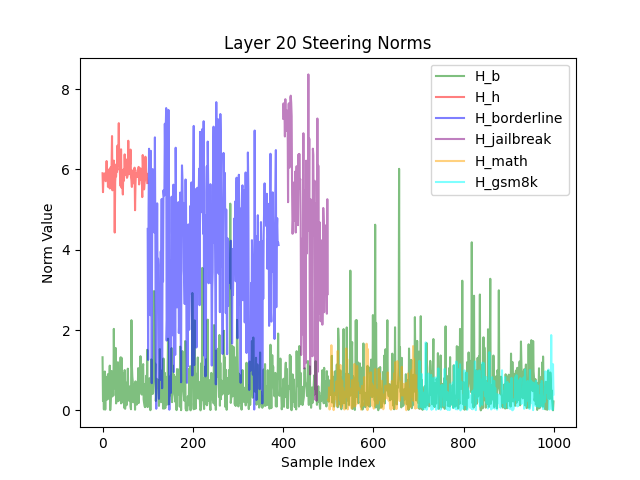 Layer 20 Steering Norms
Norm Value
8
6
4
2
0
H_b
H_h
H_borderline
H_jailbreak
H_math
H_gsm8k
0
200
400
600
800
1000
Sample Index